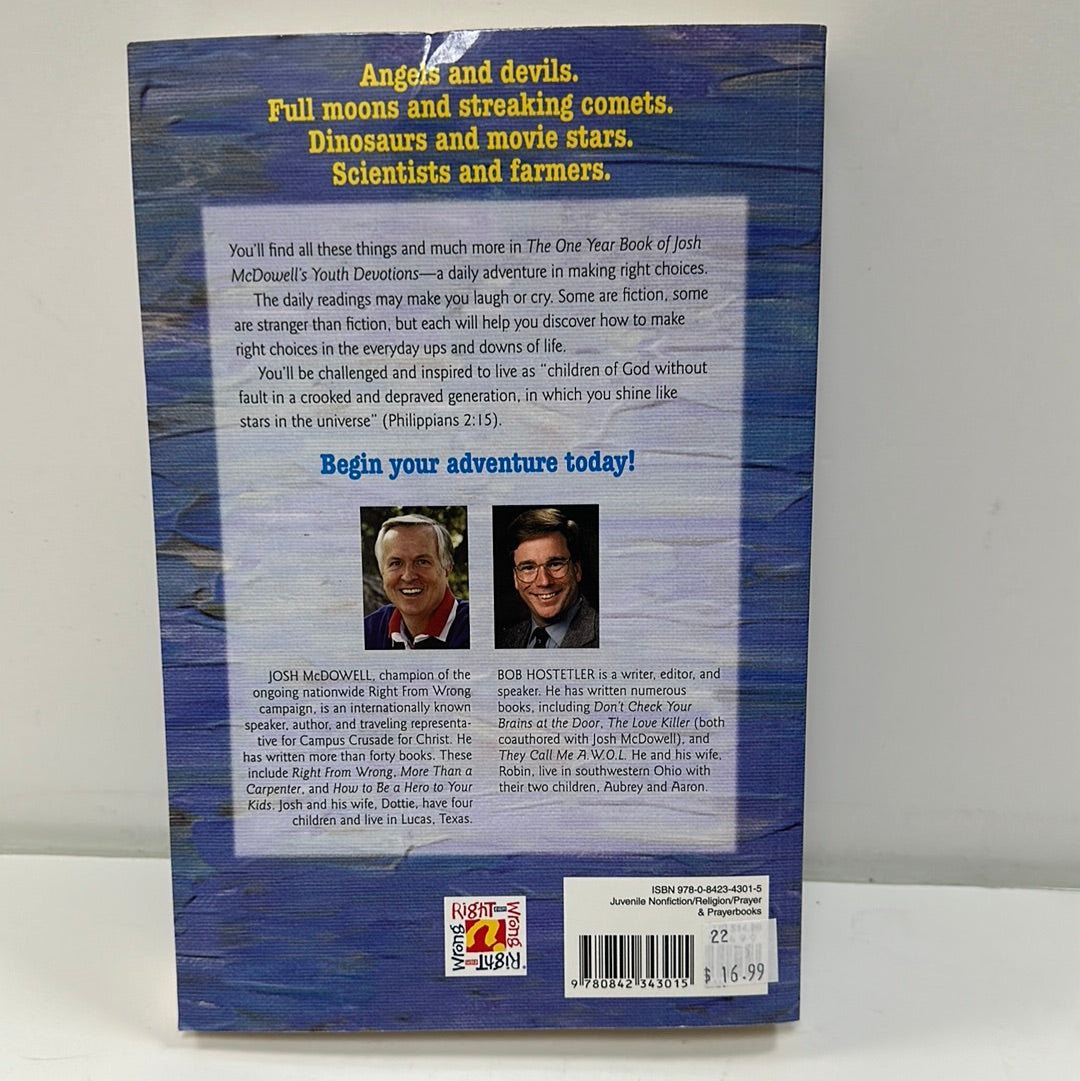 Angels and devils.
Full moons and streaking comets.
Dinosaurs and movie stars.
Scientists and farmers.
You'll find all these things and much more in The One Year Book of Josh
McDowell's Youth Devotions—a daily adventure in making right choices.
The daily readings may make you laugh or cry. Some are fiction, some
are stranger than fiction, but each will help you discover how to make
right choices in the everyday ups and downs of life.
You'll be challenged and inspired to live as "children of God without
fault in a crooked and depraved generation, in which you shine like
stars in the universe" (Philippians 2:15).
Begin your adventure today!
JOSH McDOWELL, champion of the
ongoing nationwide Right From Wrong
campaign, is an internationally known
speaker, author, and traveling representa-
tive for Campus Crusade for Christ. He
has written more than forty books. These
include Right From Wrong, More Than a
Carpenter, and How to Be a Hero to Your
Kids. Josh and his wife, Dottie, have four
children and live in Lucas, Texas.
BOB HOSTETLER is a writer, editor, and
speaker. He has written numerous
books, including Don't Check Your
Brains at the Door, The Love Killer (both
coauthored with Josh McDowell), and
They Call Me A.W.O.L. He and his wife,
Robin, live in southwestern Ohio with
their two children, Aubrey and Aaron.
Right FROM Wrong
Right FROM Wrong
ISBN 978-0-8423-4301-5
Juvenile Nonfiction/Religion/Prayer
& Prayerbooks
22
$ 16.99
9 780842 343015